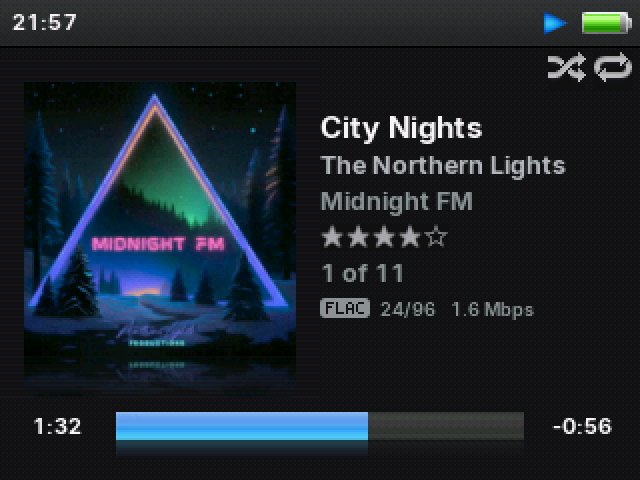 21:57
City Nights
The Northern Lights
Midnight FM
MIDNIGHT FM
1 of 11
FLAC 24/96 1.6 Mbps
PRODUCTIONS
1:32 -0:56